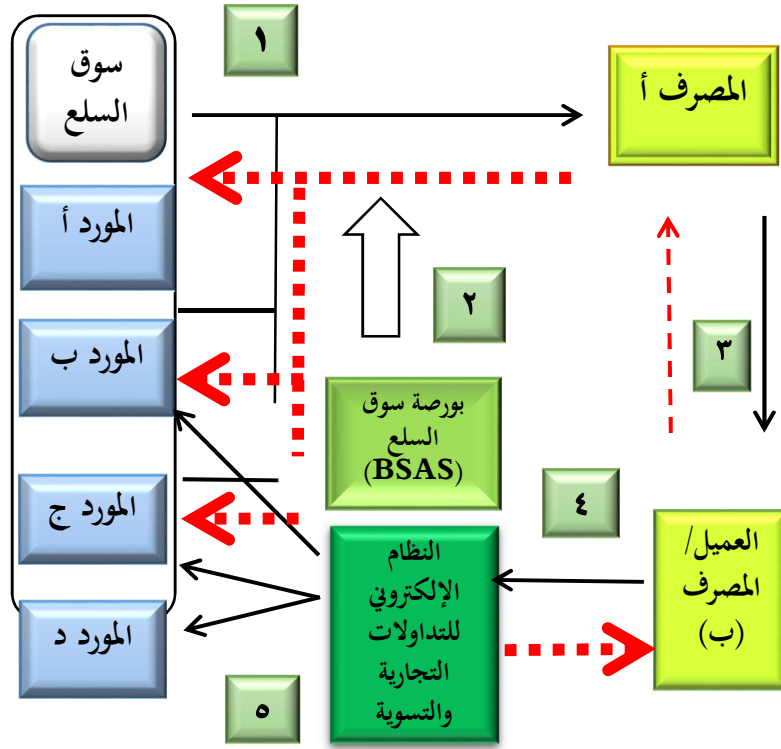 ١
سوق
السلع
المصرف أ
المورد أ
٢
المورد ب
٣
بورصة سوق
السلع
(BSAS)
المورد ج
٤
النظام
الإلكتروني
للتداولات
التجارية
والتسوية
العميل/
المصرف
(ب)
المورد د
٥